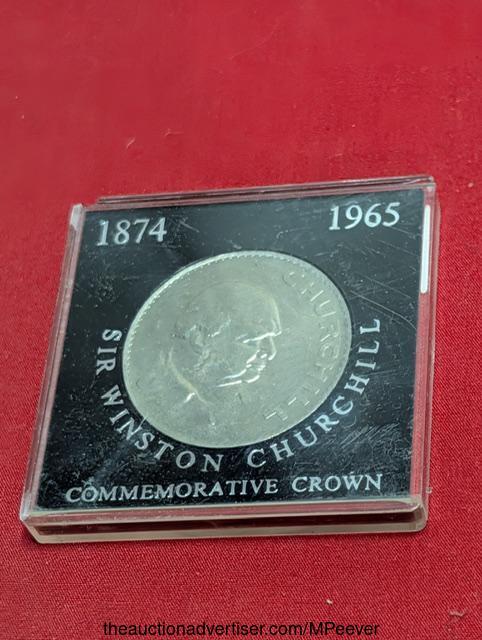 1874 1965
CHURCHILL
SIR WINSTON CHURCHILL
COMMEMORATIVE CROWN
theauctionadvertiser.com/MPeever